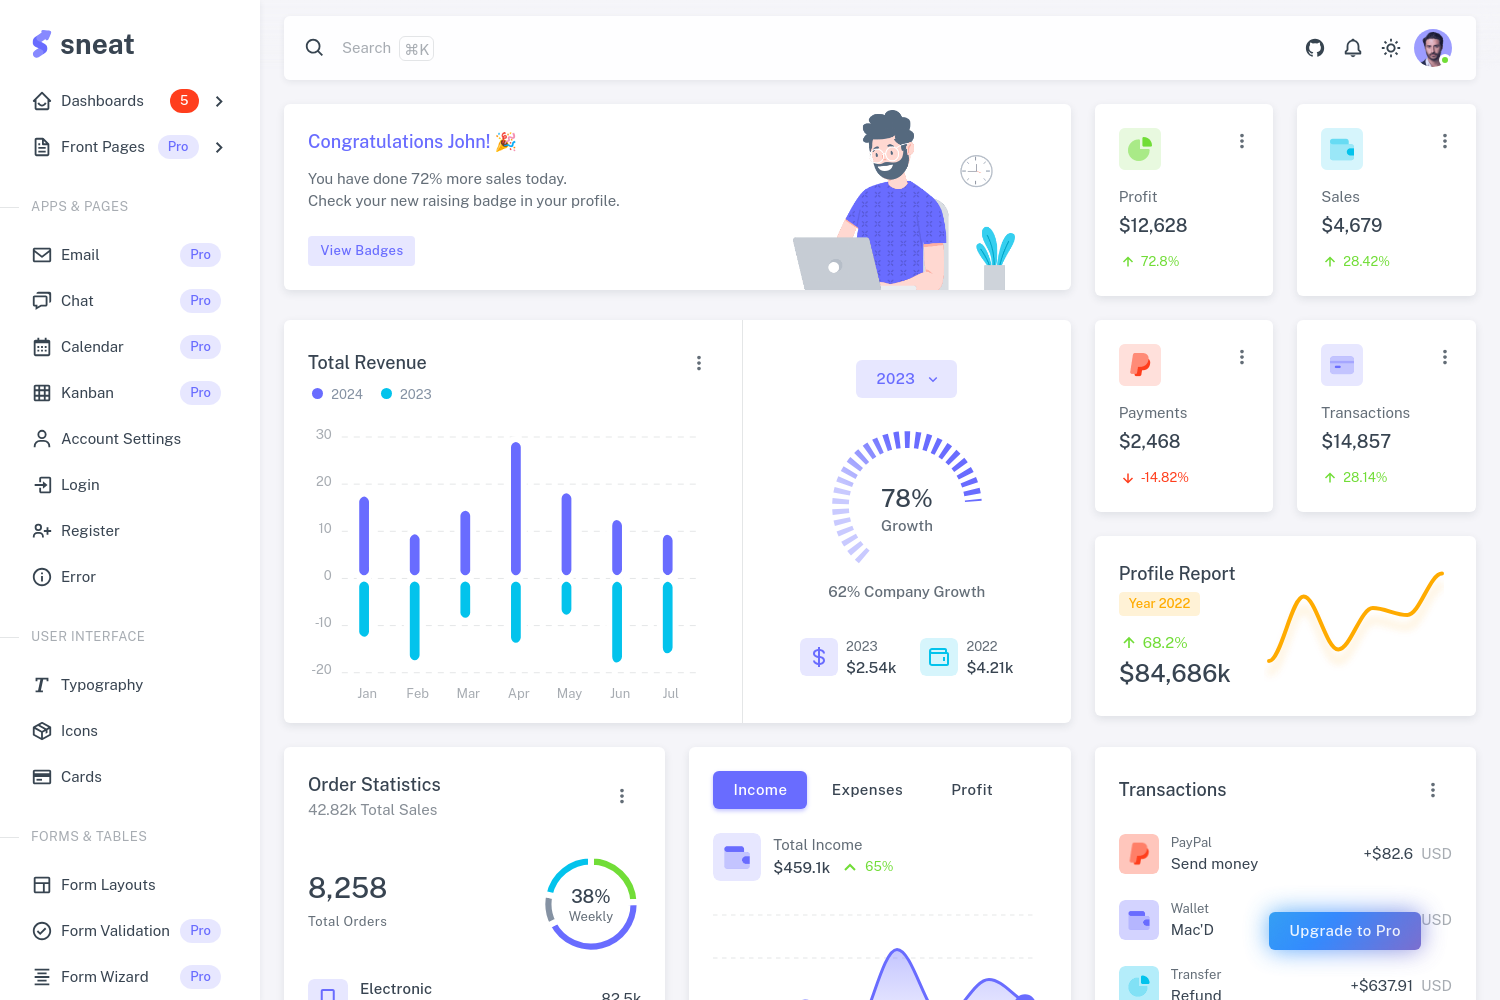 sneat
Dashboards 5
Front Pages Pro
APPS & PAGES
Email Pro
Chat Pro
Calendar Pro
Kanban Pro
Account Settings
Login
Register
Error
USER INTERFACE
Typography
Icons
Cards
FORMS & TABLES
Form Layouts
Form Validation Pro
Form Wizard Pro
Search ⌘K
Congratulations John! 🎉
You have done 72% more sales today.
Check your new raising badge in your profile.
View Badges
Profit
$12,628
72.8%
Sales
$4,679
28.42%
Total Revenue
2024 2023
30
20
10
0
-10
-20
Jan Feb Mar Apr May Jun Jul
2023
78%
Growth
62% Company Growth
2023
$2.54k
2022
$4.21k
Payments
$2,468
-14.82%
Transactions
$14,857
28.14%
Profile Report
Year 2022
68.2%
$84,686k
Order Statistics
42.82k Total Sales
8,258
Total Orders
38%
Weekly
Electronic
82.5k
Income Expenses Profit
Total Income
$459.1k 65%
Transactions
PayPal
Send money
+$82.6 USD
Wallet
Mac'D
USD
Upgrade to Pro
Transfer
Refund
+$637.91 USD